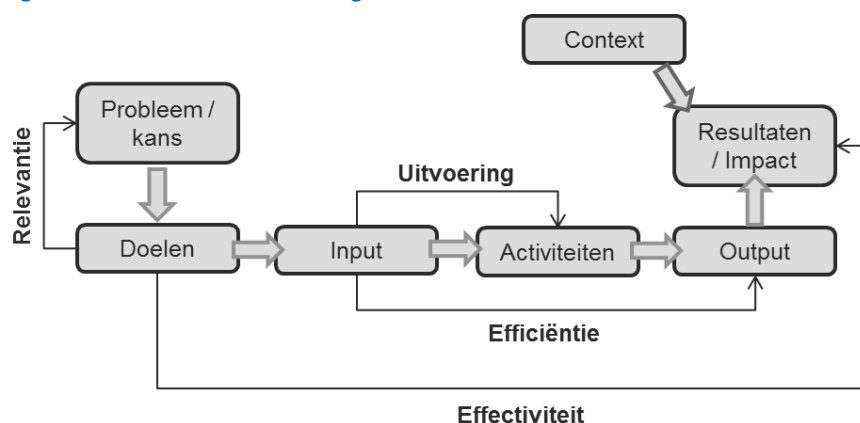 Context
Probleem /
kans
Resultaten
/ Impact
Relevantie
Uitvoering
Doelen
Input
Activiteiten
Output
Efficiëntie
Effectiviteit